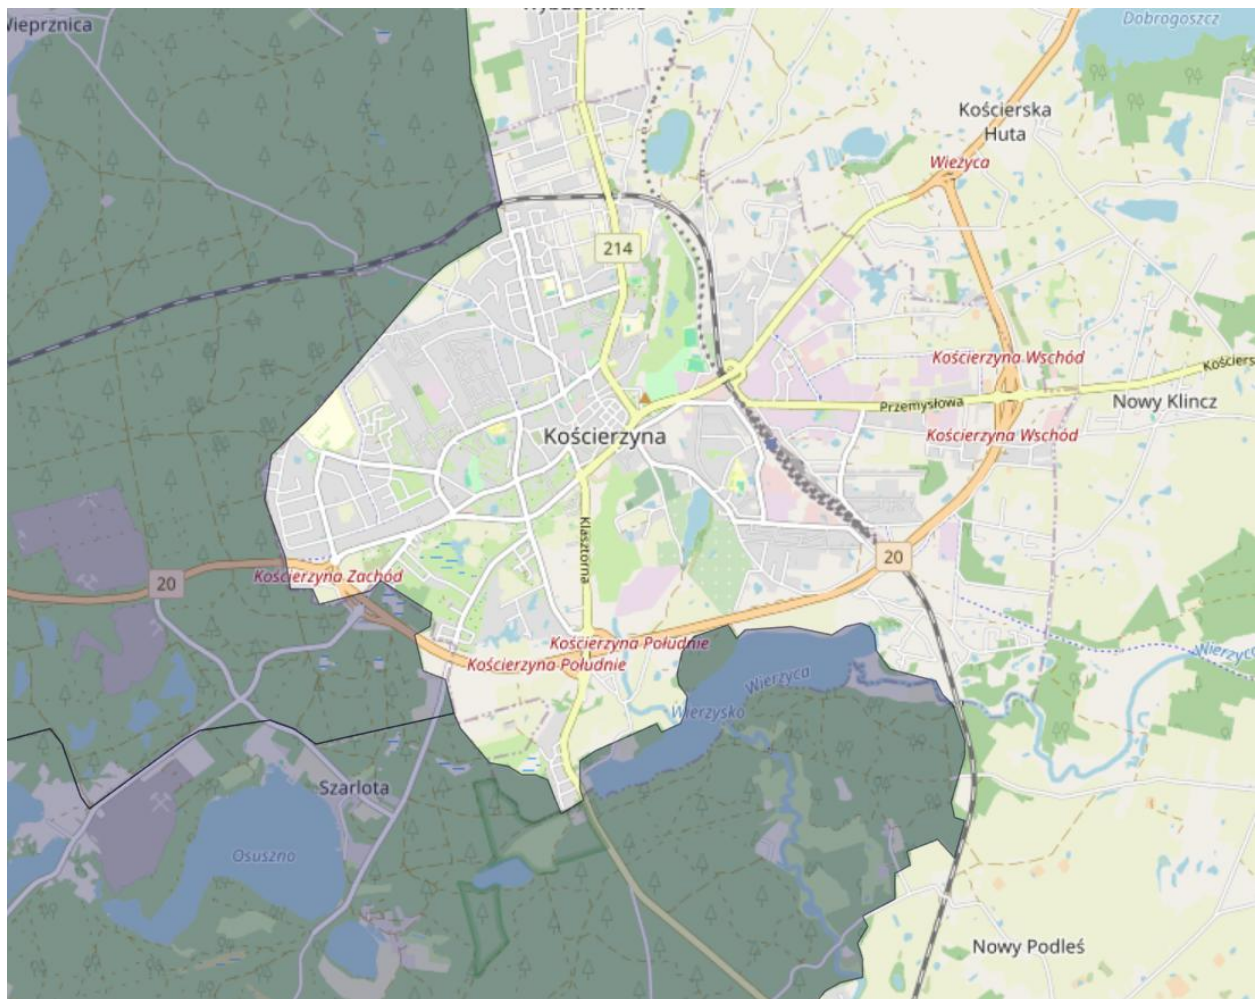 Wieprznica
Wybudowanie
Dobrogoszcz
Kościerska
Huta
Wieżyca
214
Kościerzyna Wschód
Kościers
Przemysłowa
Nowy Klincz
Kościerzyna
Kościerzyna Wschód
Klasztorna
20
20
Kościerzyna Zachód
Kościerzyna Południe
Kościerzyna Południe
Wierzyca
Wierzyca
Wierzysko
Szarlota
Osuszno
Nowy Podleś